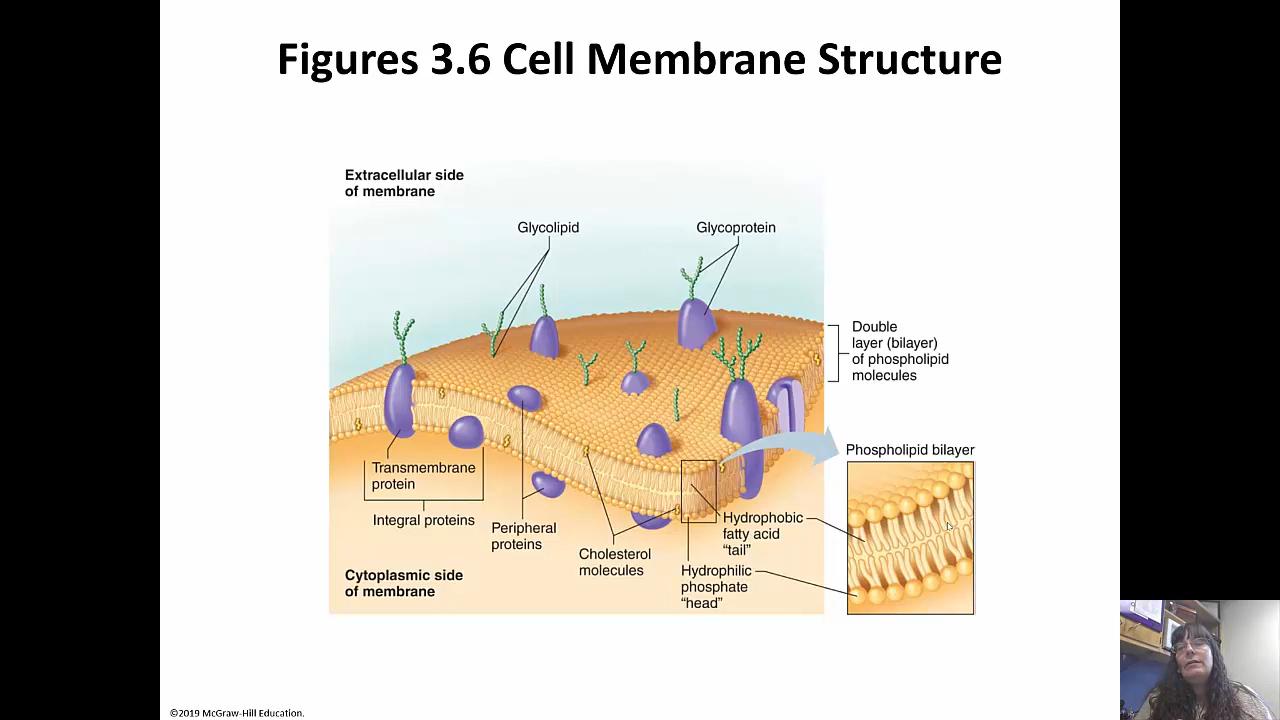 Figures 3.6 Cell Membrane Structure
Extracellular side
of membrane
Glycolipid
Glycoprotein
Double
layer (bilayer)
of phospholipid
molecules
Phospholipid bilayer
Transmembrane
protein
Integral proteins
Peripheral
proteins
Cholesterol
molecules
Hydrophobic
fatty acid
“tail”
Hydrophilic
phosphate
“head”
Cytoplasmic side
of membrane
©2019 McGraw-Hill Education.